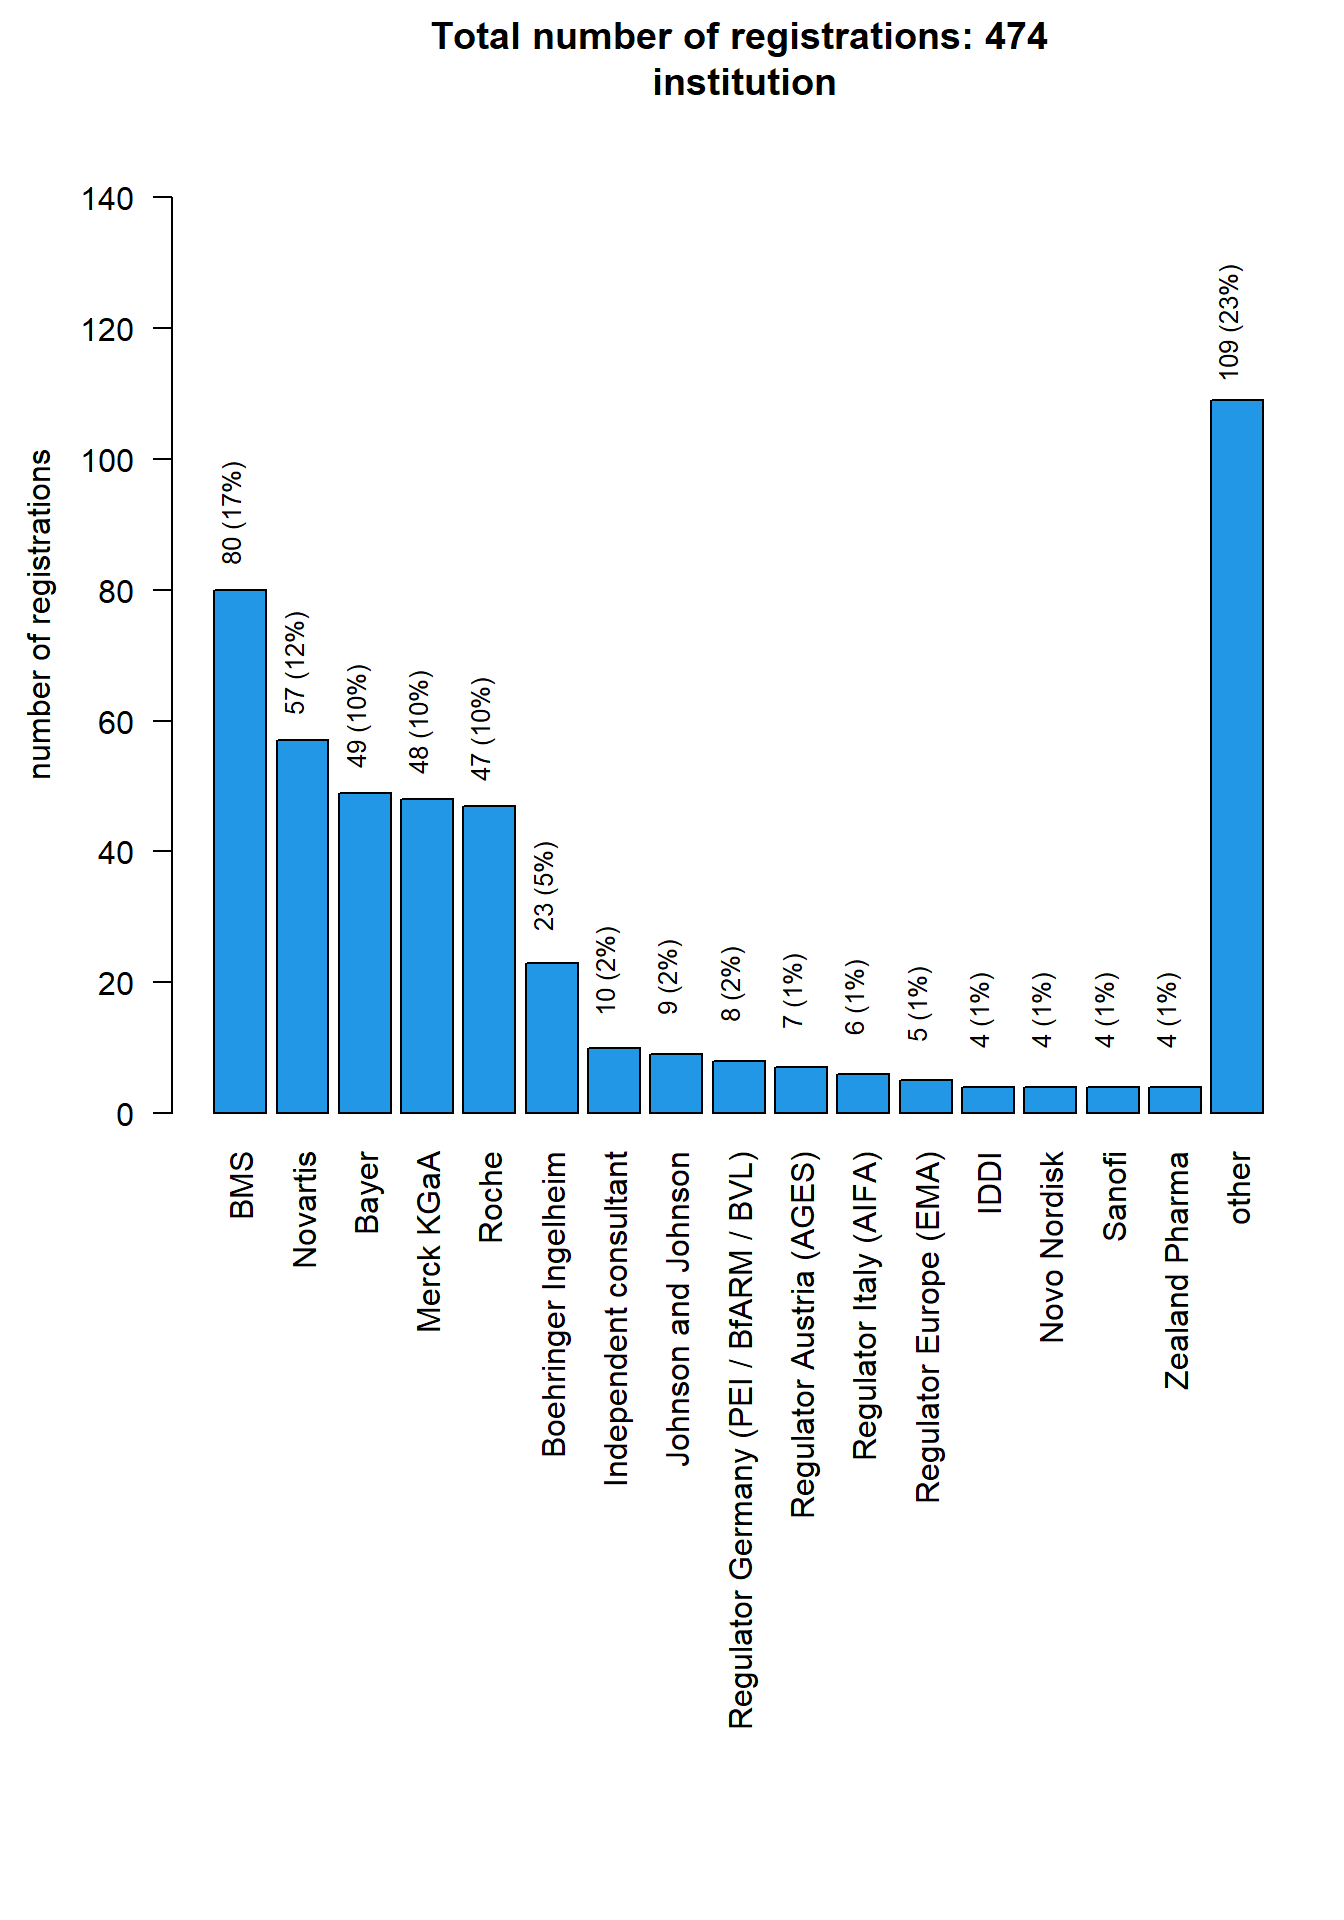 Total number of registrations: 474
institution
number of registrations
140
120
100
80
60
40
20
0
80 (17%)
57 (12%)
49 (10%)
48 (10%)
47 (10%)
23 (5%)
10 (2%)
9 (2%)
8 (2%)
7 (1%)
6 (1%)
5 (1%)
4 (1%)
4 (1%)
4 (1%)
4 (1%)
109 (23%)
BMS
Novartis
Bayer
Merck KGaA
Roche
Boehringer Ingelheim
Independent consultant
Johnson and Johnson
Regulator Germany (PEI / BfARM / BVL)
Regulator Austria (AGES)
Regulator Italy (AIFA)
Regulator Europe (EMA)
IDDI
Novo Nordisk
Sanofi
Zealand Pharma
other